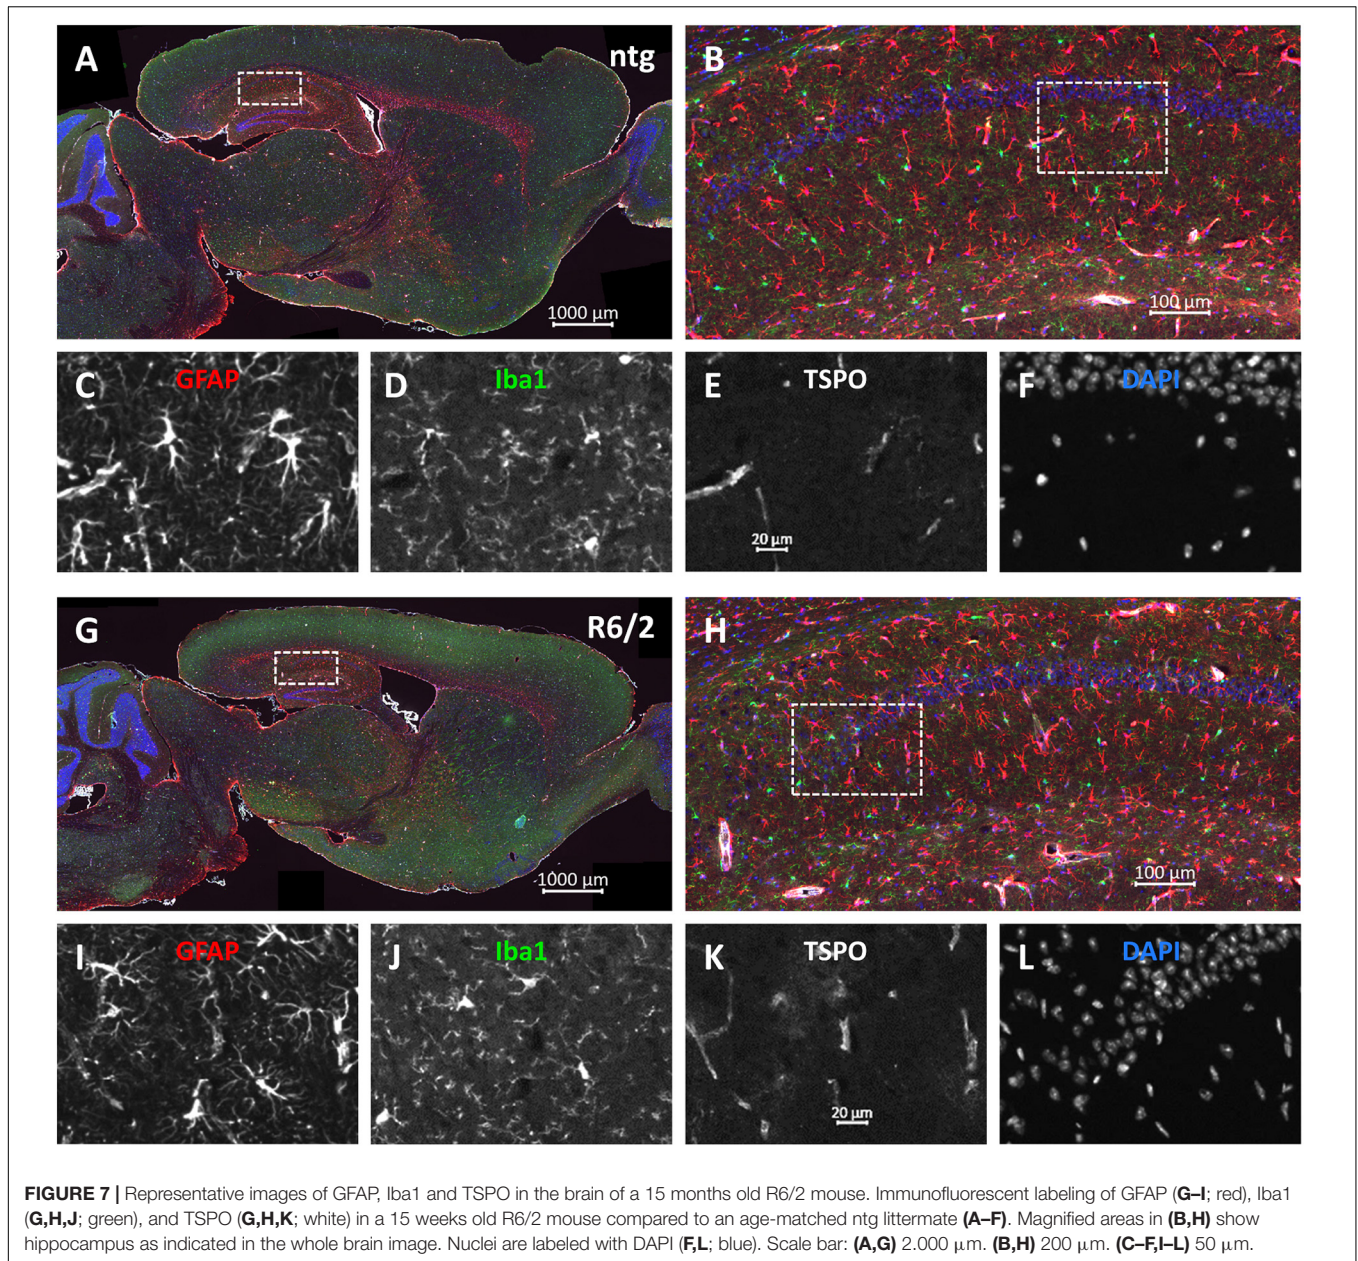 A
ntg
1000 µm
B
100 µm
C
GFAP
D
Iba1
E
TSPO
20 µm
F
DAPI
G
R6/2
1000 µm
H
100 µm
I
GFAP
J
Iba1
K
TSPO
20 µm
L
DAPI
FIGURE 7 | Representative images of GFAP, Iba1 and TSPO in the brain of a 15 months old R6/2 mouse. Immunofluorescent labeling of GFAP (G–I; red), Iba1
(G,H,J; green), and TSPO (G,H,K; white) in a 15 weeks old R6/2 mouse compared to an age-matched ntg littermate (A–F). Magnified areas in (B,H) show
hippocampus as indicated in the whole brain image. Nuclei are labeled with DAPI (F,L; blue). Scale bar: (A,G) 2.000 µm. (B,H) 200 µm. (C–F,I–L) 50 µm.